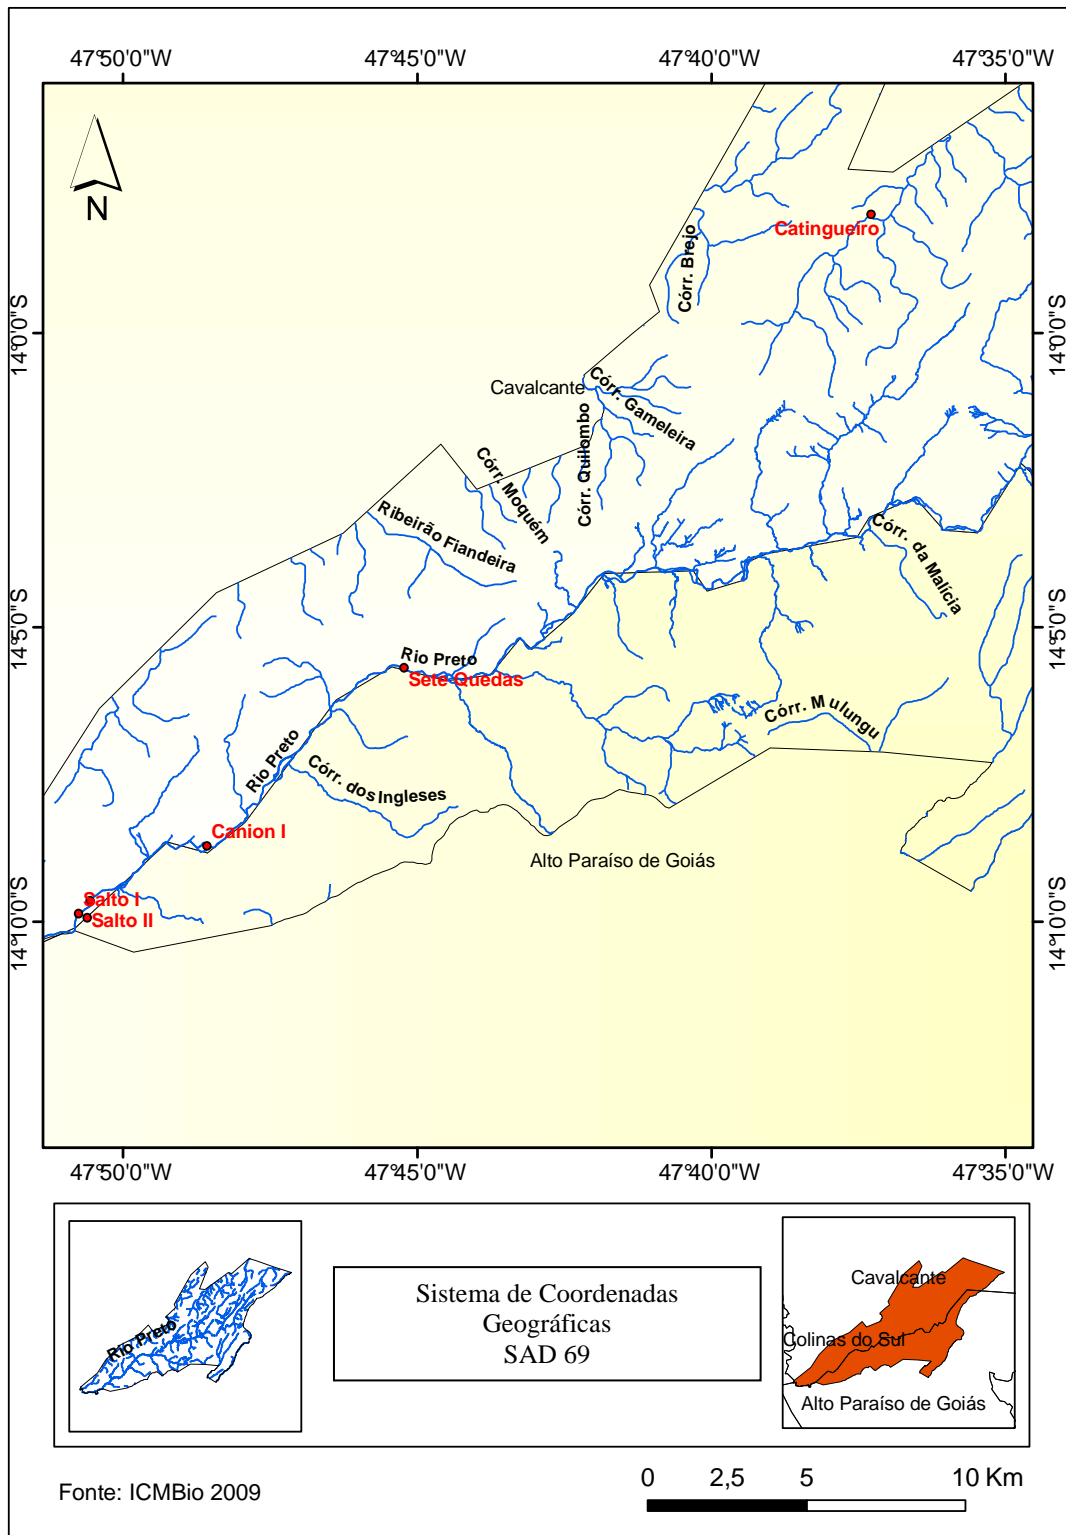 47°50'0"W 47°45'0"W 47°40'0"W 47°35'0"W
N
Catingueiro
Córr. Brejo
14°0'0"S
14°0'0"S
Cavalcante
Córr. Gameleira
Córr. Quilombo
Córr. Moquém
Ribeirão Fiandeira
Córr. da Malícia
14°5'0"S
14°5'0"S
Rio Preto
Sete Quedas
Córr. Mulungu
Rio Preto
Córr. dos Ingleses
Canion I
Alto Paraíso de Goiás
Salto I
Salto II
14°10'0"S
14°10'0"S
47°50'0"W 47°45'0"W 47°40'0"W 47°35'0"W
Rio Preto
Sistema de Coordenadas
Geográficas
SAD 69
Cavalcante
Colinas do Sul
Alto Paraíso de Goiás
Fonte: ICMBio 2009
0 2,5 5 10 Km